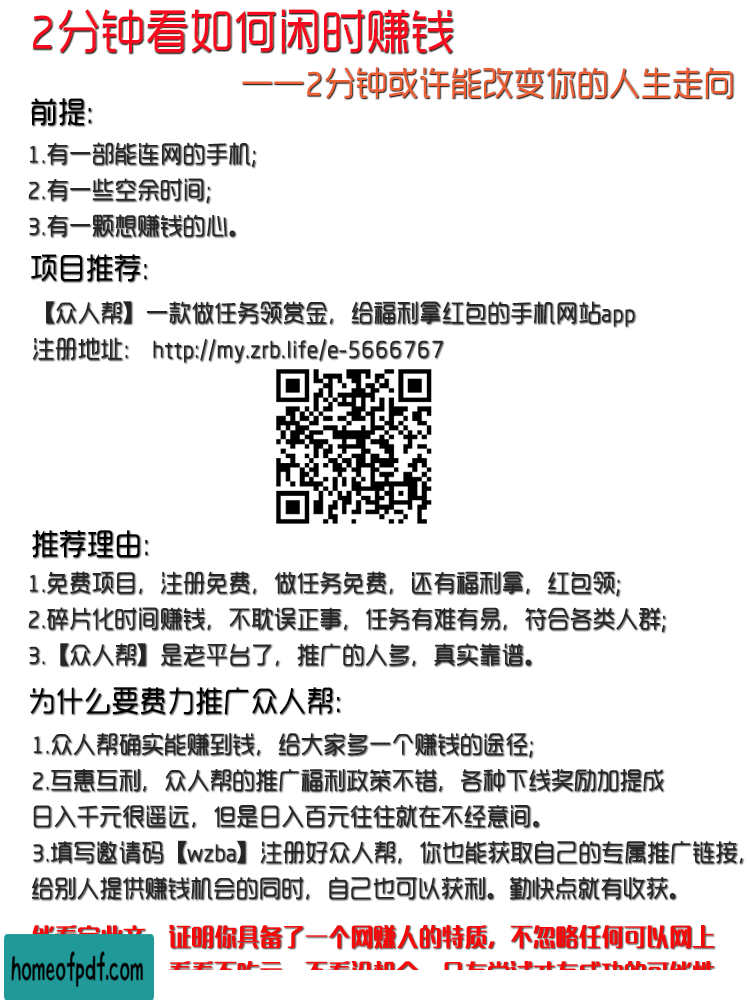 2分钟看如何闲时赚钱
——2分钟或许能改变你的人生走向
前提:
1.有一部能连网的手机;
2.有一些空余时间;
3.有一颗想赚钱的心。
项目推荐:
【众人帮】一款做任务领赏金，给福利拿红包的手机网站app
注册地址: http://my.zrb.life/e-5666767
推荐理由:
1.免费项目，注册免费，做任务免费，还有福利拿，红包领;
2.碎片化时间赚钱，不耽误正事，任务有难有易，符合各类人群;
3.【众人帮】是老平台了，推广的人多，真实靠谱。
为什么要费力推广众人帮:
1.众人帮确实能赚到钱，给大家多一个赚钱的途径;
2.互惠互利，众人帮的推广福利政策不错，各种下线奖励加提成
日入千元很遥远，但是日入百元往往就在不经意间。
3.填写邀请码【wzba】注册好众人帮，你也能获取自己的专属推广链接，
给别人提供赚钱机会的同时，自己也可以获利。勤快点就有收获。
证明你具备了一个网赚人的特质，不忽略任何可以网上
homeofpdf.com